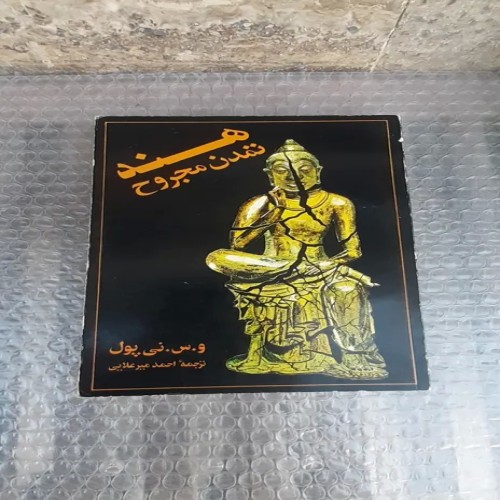 هند
تمدن مجروح
و.س.نی پول
ترجمهٔ احمد میرعلایی